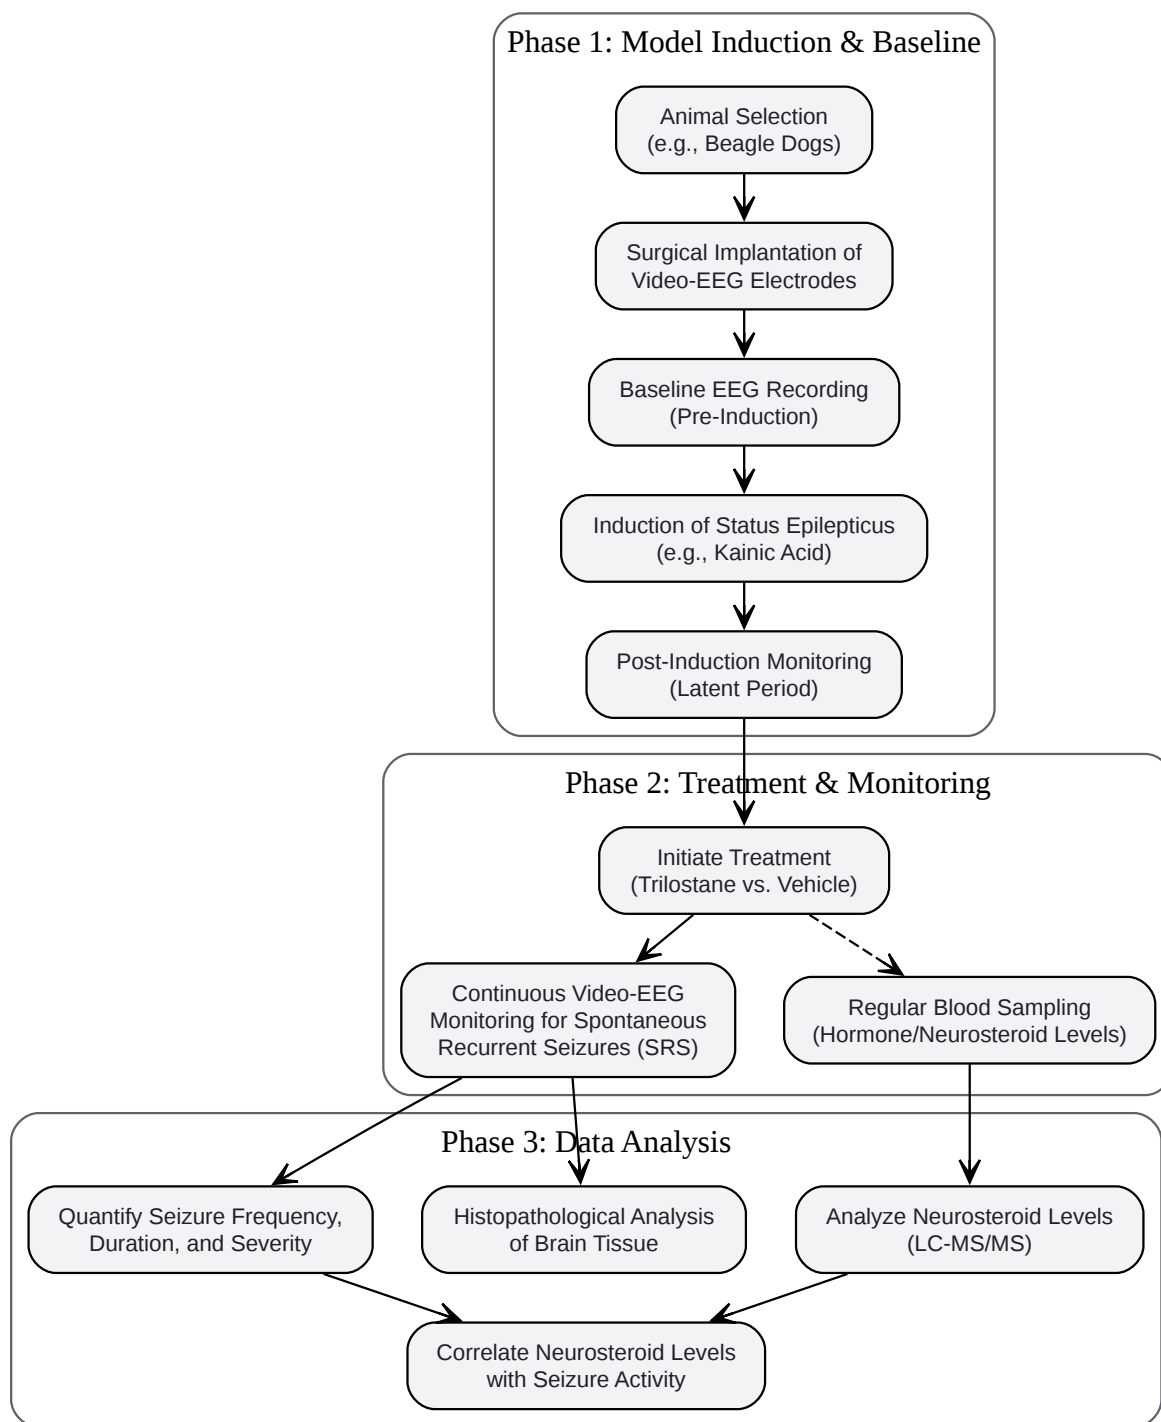 Phase 1: Model Induction & Baseline
Animal Selection
(e.g., Beagle Dogs)
Surgical Implantation of
Video-EEG Electrodes
Baseline EEG Recording
(Pre-Induction)
Induction of Status Epilepticus
(e.g., Kainic Acid)
Post-Induction Monitoring
(Latent Period)
Phase 2: Treatment & Monitoring
Initiate Treatment
(Trilostane vs. Vehicle)
Continuous Video-EEG
Monitoring for Spontaneous
Recurrent Seizures (SRS)
Regular Blood Sampling
(Hormone/Neurosteroid Levels)
Phase 3: Data Analysis
Quantify Seizure Frequency,
Duration, and Severity
Histopathological Analysis
of Brain Tissue
Analyze Neurosteroid Levels
(LC-MS/MS)
Correlate Neurosteroid Levels
with Seizure Activity